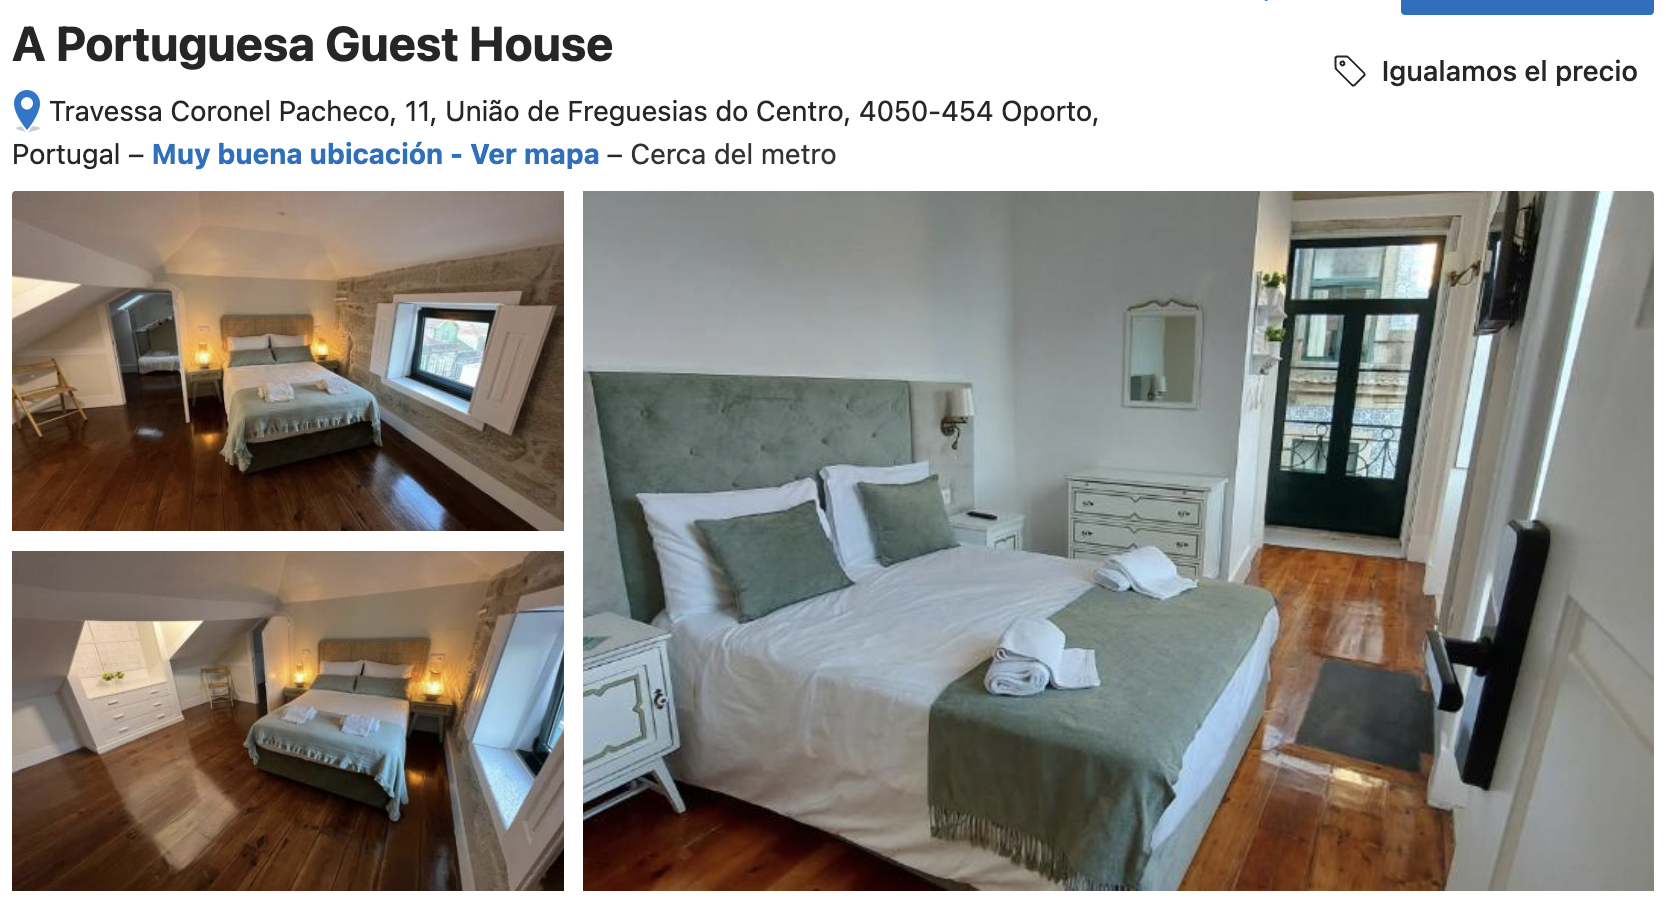 A Portuguesa Guest House
Igualamos el precio
Travessa Coronel Pacheco, 11, União de Freguesias do Centro, 4050-454 Oporto,
Portugal – Muy buena ubicación - Ver mapa – Cerca del metro